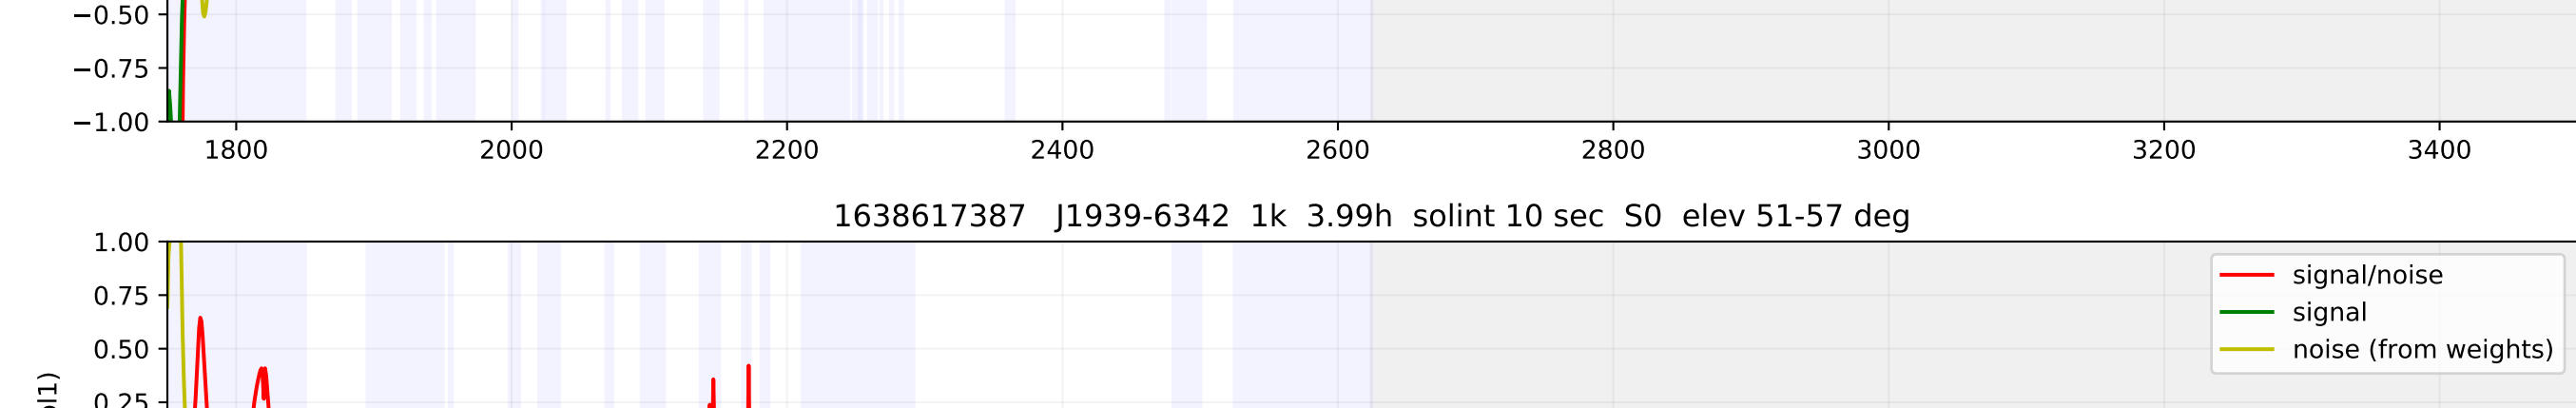 −0.50
−0.75
−1.00
1800 2000 2200 2400 2600 2800 3000 3200 3400
1638617387 J1939-6342 1k 3.99h solint 10 sec S0 elev 51-57 deg
1.00
0.75
0.50
0.25
signal/noise
signal
noise (from weights)
ol1)